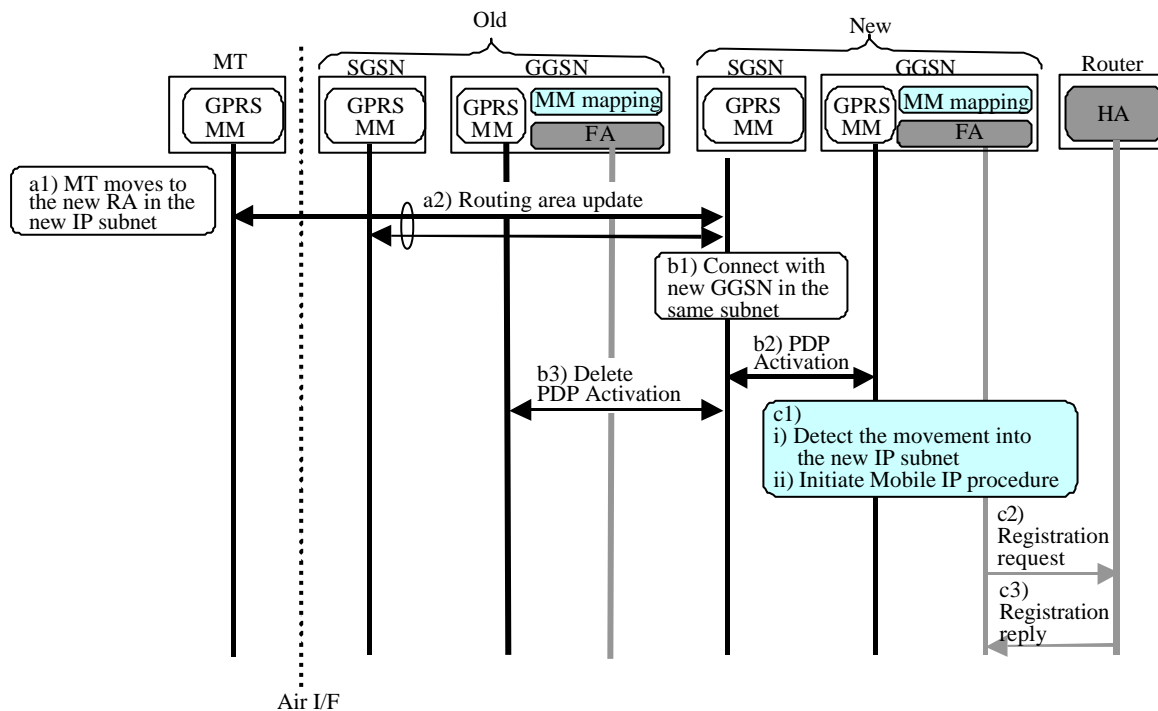 Old
New
MT
SGSN
GGSN
SGSN
GGSN
Router
GPRS
MM
GPRS
MM
GPRS
MM
MM mapping
FA
GPRS
MM
GPRS
MM
MM mapping
FA
HA
a1) MT moves to
the new RA in the
new IP subnet
a2) Routing area update
b1) Connect with
new GGSN in the
same subnet
b2) PDP
Activation
b3) Delete
PDP Activation
c1)
i) Detect the movement into
the new IP subnet
ii) Initiate Mobile IP procedure
c2)
Registration
request
c3)
Registration
reply
Air I/F